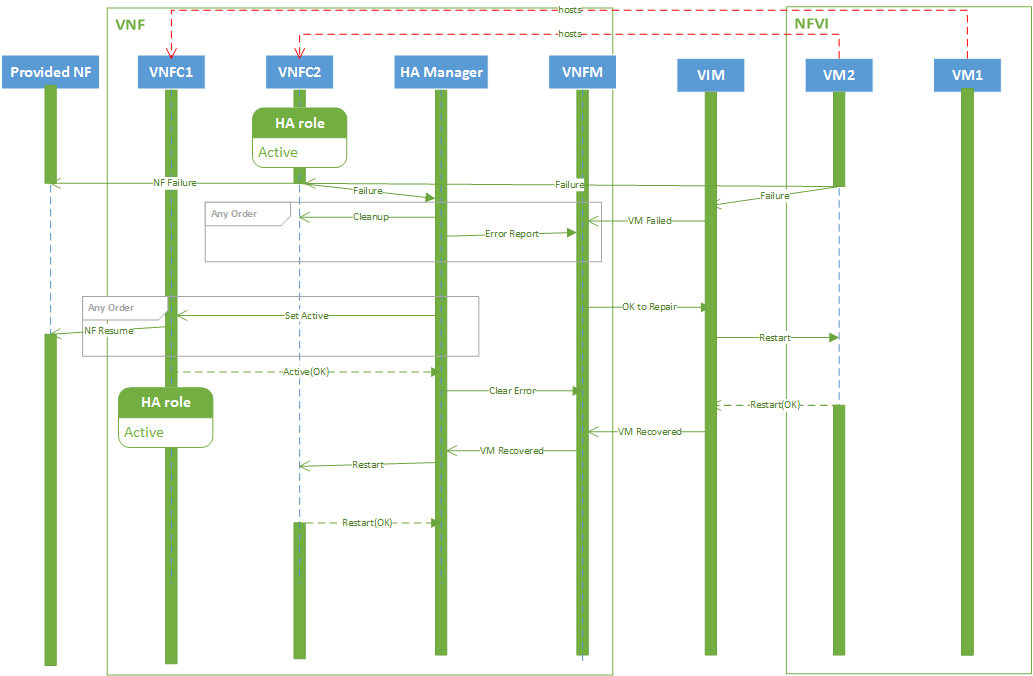 hosts
VNF
NFVI
hosts
Provided NF
VNFC1
VNFC2
HA Manager
VNFM
VIM
VM2
VM1
HA role
Active
NF Failure
Failure
Failure
Failure
Any Order
Cleanup
VM Failed
Error Report
Any Order
OK to Repair
Set Active
NF Resume
Restart
Active(OK)
Clear Error
HA role
Active
Restart(OK)
VM Recovered
VM Recovered
Restart
Restart(OK)